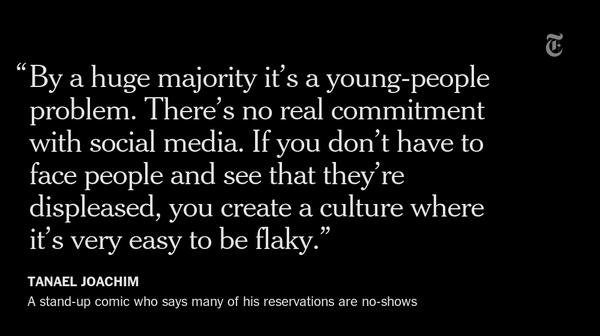 “By a huge majority it’s a young-people
problem. There’s no real commitment
with social media. If you don’t have to
face people and see that they’re
displeased, you create a culture where
it’s very easy to be flaky.”
TANAEL JOACHIM
A stand-up comic who says many of his reservations are no-shows
T